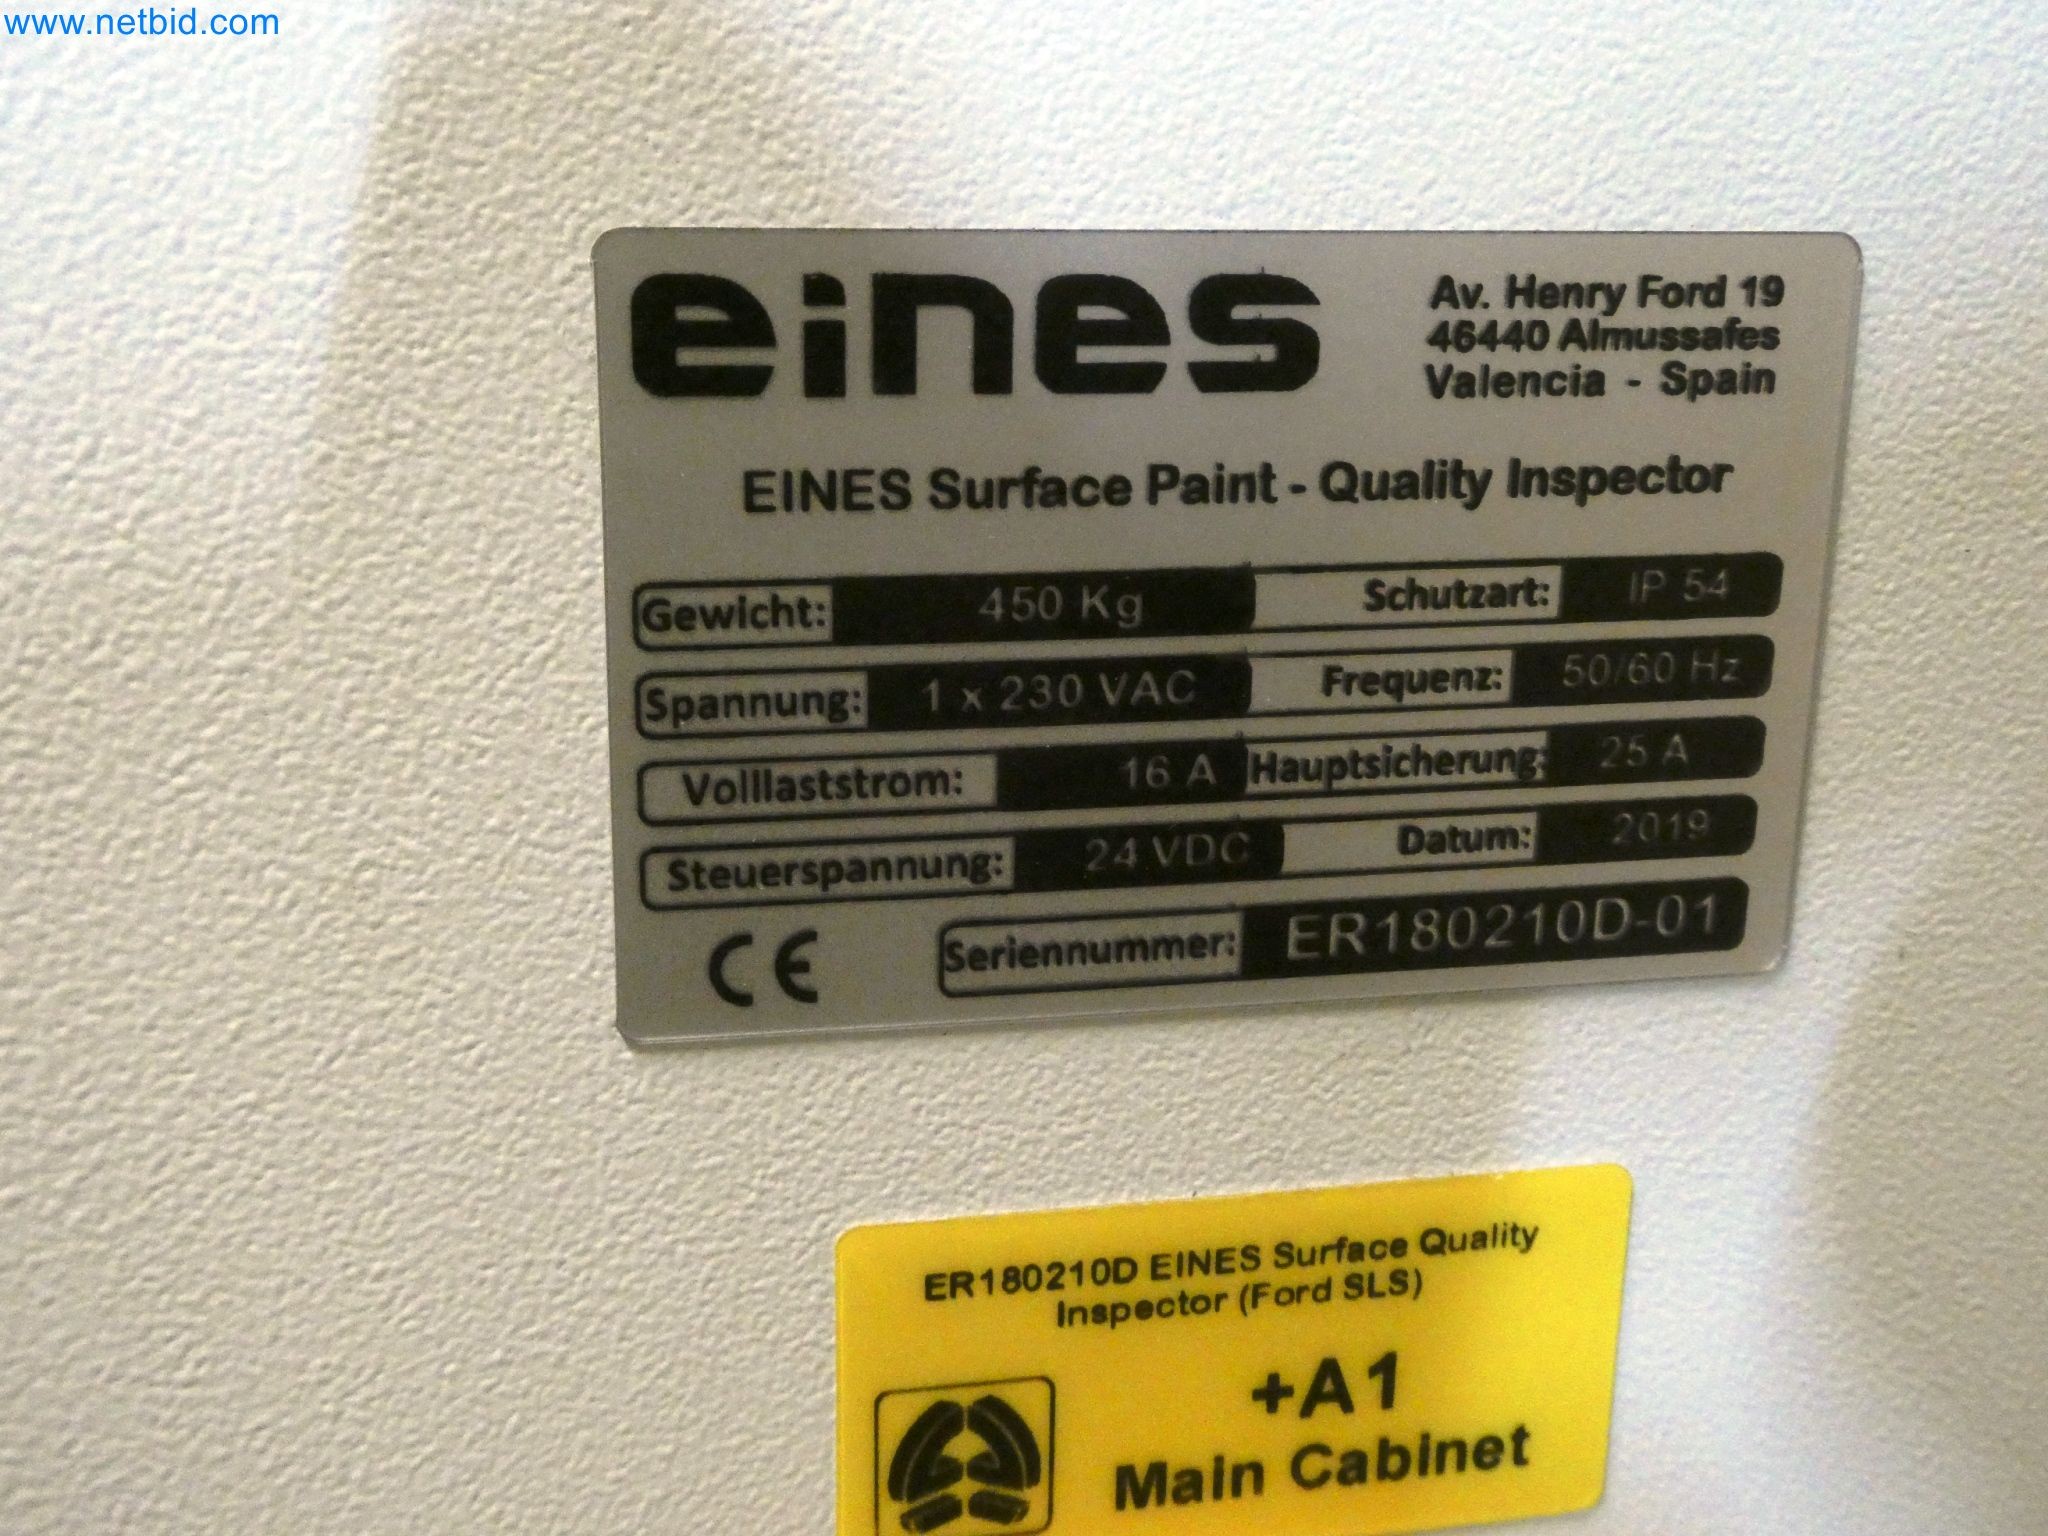 www.netbid.com
eines
Av. Henry Ford 19
46440 Almussafes
Valencia - Spain
EINES Surface Paint - Quality Inspector
Gewicht: 450 Kg Schutzart: IP 54
Spannung: 1 x 230 VAC Frequenz: 50/60 Hz
Volllaststrom: 16 A Hauptsicherung: 25 A
Steuerspannung: 24 VDC Datum: 2019
CE Seriennummer: ER180210D-01
ER180210D EINES Surface Quality
Inspector (Ford SLS)
+A1
Main Cabinet